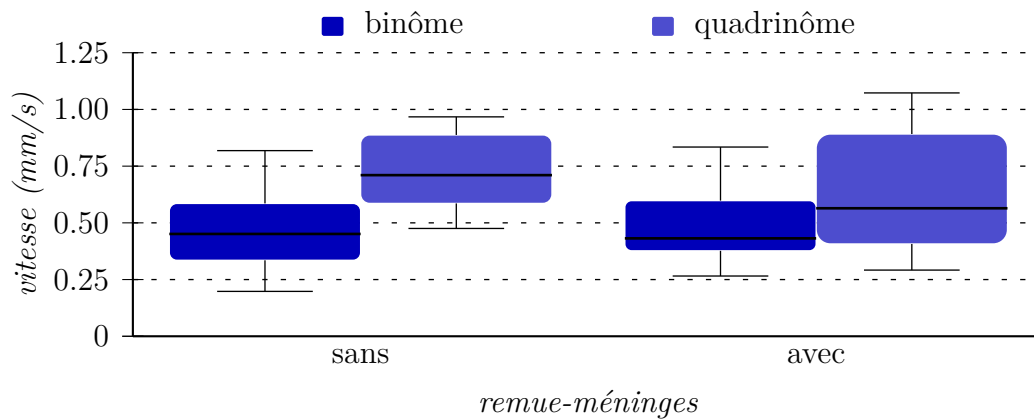 binôme quadrinôme
1.25
1.00
0.75
0.50
0.25
0
vitesse (mm/s)
sans avec
remue-méninges